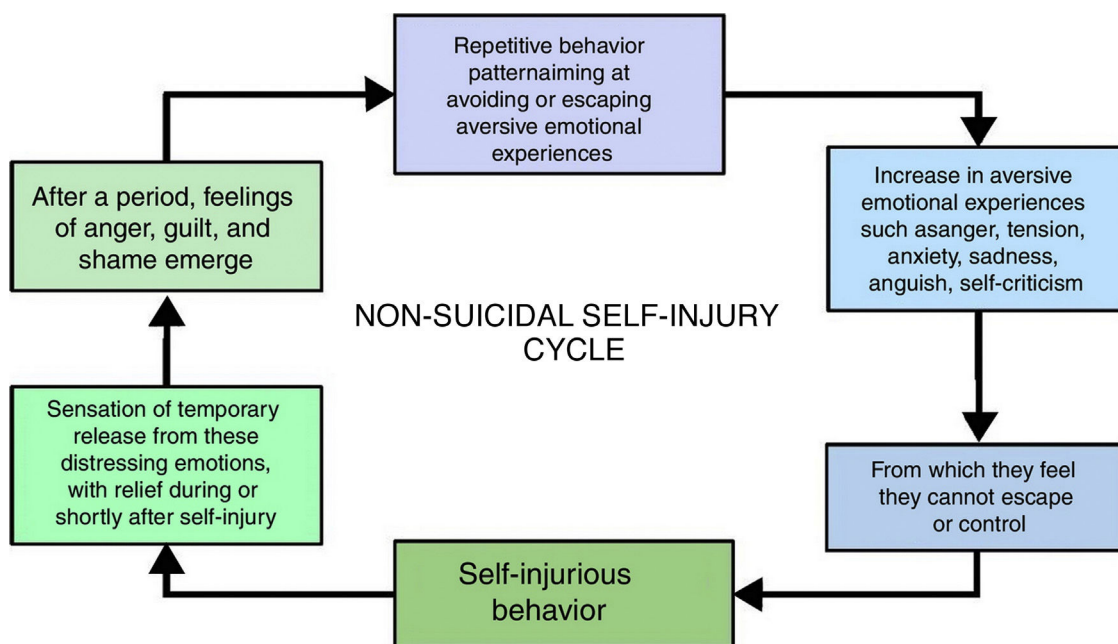 Repetitive behavior
patternaiming at
avoiding or escaping
aversive emotional
experiences
Increase in aversive
emotional experiences
such asanger, tension,
anxiety, sadness,
anguish, self-criticism
From which they feel
they cannot escape
or control
Self-injurious
behavior
Sensation of temporary
release from these
distressing emotions,
with relief during or
shortly after self-injury
After a period, feelings
of anger, guilt, and
shame emerge
NON-SUICIDAL SELF-INJURY
CYCLE